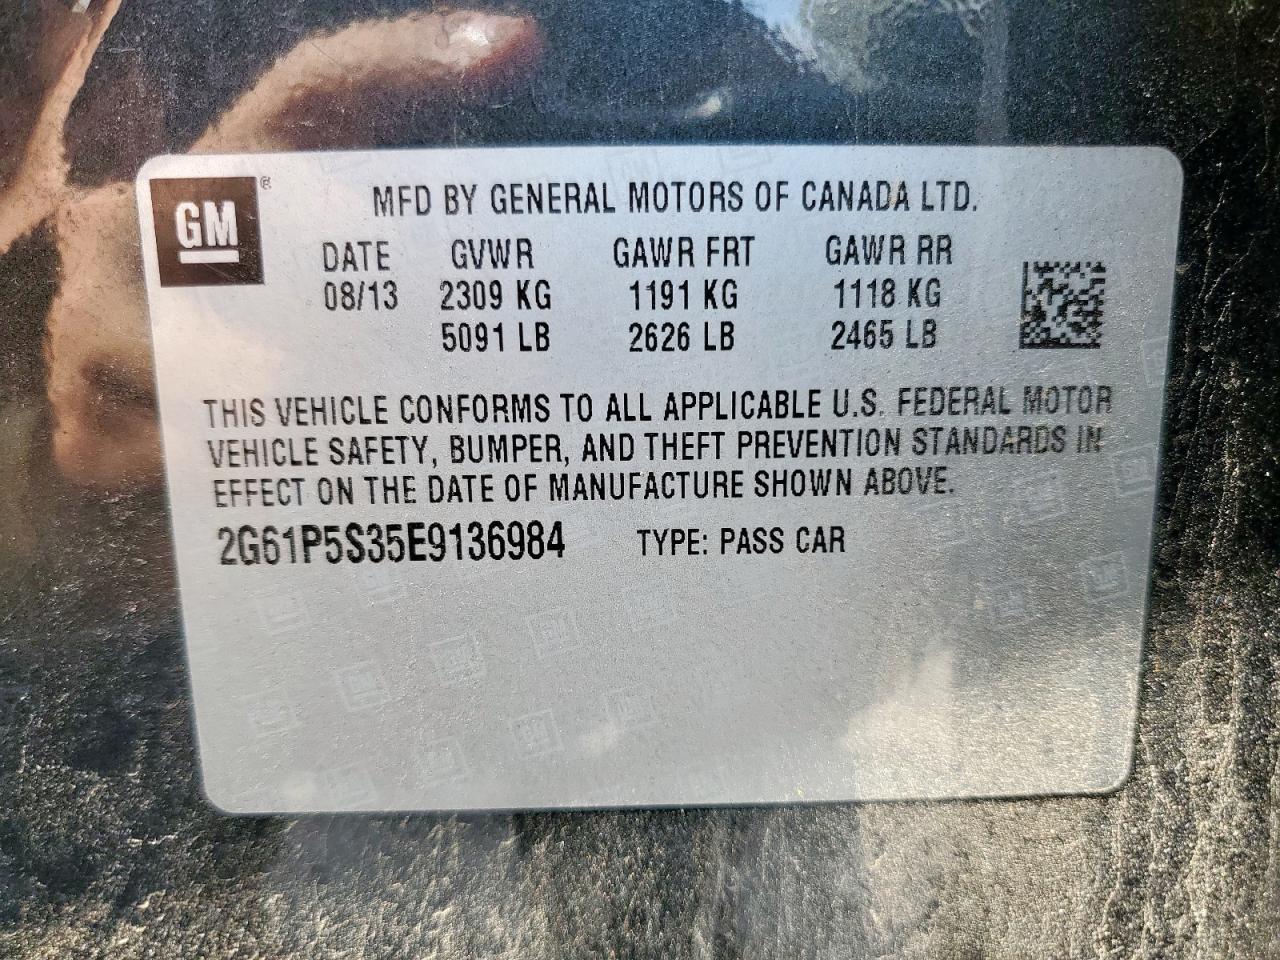 GM ®
MFD BY GENERAL MOTORS OF CANADA LTD.
DATE GVWR GAWR FRT GAWR RR
08/13 2309 KG 1191 KG 1118 KG
5091 LB 2626 LB 2465 LB
THIS VEHICLE CONFORMS TO ALL APPLICABLE U.S. FEDERAL MOTOR
VEHICLE SAFETY, BUMPER, AND THEFT PREVENTION STANDARDS IN
EFFECT ON THE DATE OF MANUFACTURE SHOWN ABOVE.
2G61P5S35E9136984 TYPE: PASS CAR